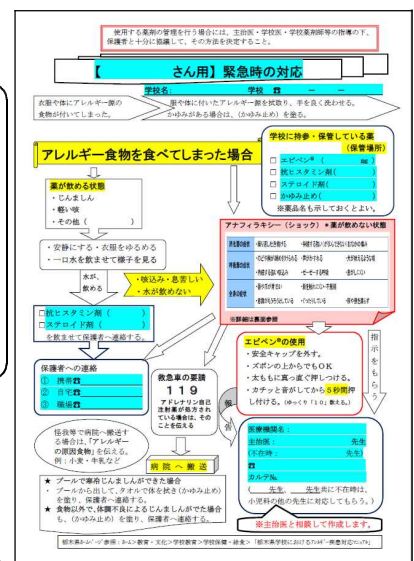 使用する薬剤の管理を行う場合には、主治医・学校医・学校薬剤師等の指導の下、
保護者と十分に協議して、その方法を決定すること。
【　　　　　さん用】緊急時の対応
学校名：　　　　　学校 ☎　－　－
衣服や体にアレルギー源の
食物が付いてしまった。
服や体に付いたアレルギー源を拭取り、手を良く洗わせる。
かゆみがある場合は、（かゆみ止め）を塗る。
アレルギー食物を食べてしまった場合
学校に持参・保管している薬
（保管場所）
□ エピペン®（　　　㎎）
□ 抗ヒスタミン剤（　　　）
□ ステロイド剤（　　　）
□ かゆみ止め（　　　）
※薬品名も示しておくとよい。
薬が飲める状態
・じんましん
・軽い咳
・その他（　　　）
・安静にする・衣服をゆるめる
・一口水を飲ませて様子を見る
水が、
飲める
・咳込み・息苦しい
・水が飲めない
アナフィラキシー（ショック）＊薬が飲めない状態
消化器の症状
呼吸器の症状
全身の症状
※詳細は裏面参照
□抗ヒスタミン剤（　　　）
□ステロイド剤（　　　）
を飲ませて保護者へ連絡する。
保護者への連絡
① 携帯☎
② 自宅☎
③ 職場☎
救急車の要請
119
アドレナリン自己
注射薬が処方され
ている場合は、その
ことを伝える
エピペン®の使用
・安全キャップを外す。
・ズボンの上からでもOK
・太ももに真っ直ぐ押しつける。
・カチッと音がしてから5秒間押
し付ける。（ゆっくり「10」数える。）
指示をもらう
報告
怪我等で病院へ搬送す
る場合は、「アレルギー
の原因食物」を伝える。
例：小麦・牛乳など
病院へ搬送
医療機関名：
主治医：　　　　　先生
（不在時：　　　　先生
☎
カルテ№
（　　先生、　　先生共に不在時は、
小児科の他の先生に対応してもらう。）
★ プールで寒冷じんましんができた場合
・ プールから出して、タオルで体を拭き（かゆみ止め）
を塗り、保護者へ連絡する。
★ 食物以外で、体調不良によるじんましんがでた場合
も、（かゆみ止め）を塗り、保護者へ連絡する。
※主治医と相談して作成します。